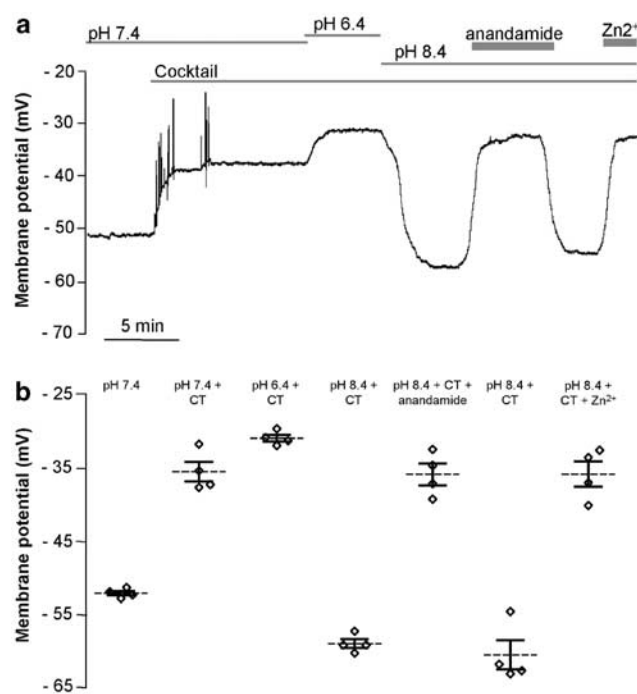 a
pH 6.4
anandamide
Zn2+
pH 7.4
pH 8.4
Cocktail
Membrane potential (mV)
- 20
- 30
- 40
- 50
- 60
- 70
5 min
b
pH 7.4
pH 7.4 +
CT
pH 6.4 +
CT
pH 8.4 +
CT
pH 8.4 + CT +
anandamide
pH 8.4 +
CT
pH 8.4 +
CT + Zn²⁺
Membrane potential (mV)
-25
-35
-45
-55
-65